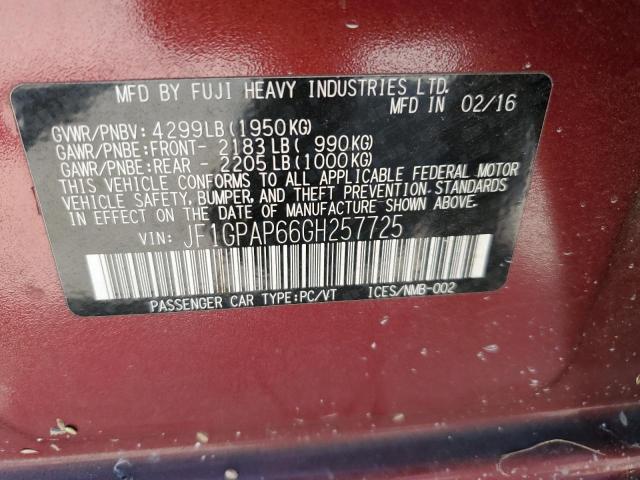 MFD BY FUJI HEAVY INDUSTRIES LTD.
MFD IN 02/16
GVWR/PNBV: 4299LB(1950KG)
GAWR/PNBE:FRONT- 2183LB( 990KG)
GAWR/PNBE:REAR - 2205LB(1000KG)
THIS VEHICLE CONFORMS TO ALL APPLICABLE FEDERAL MOTOR
VEHICLE SAFETY, BUMPER, AND THEFT PREVENTION STANDARDS
IN EFFECT ON THE DATE OF MANUFACTURE SHOWN ABOVE.
VIN: JF1GPAP66GH257725
PASSENGER CAR TYPE:PC/VT ICES/NMB-002